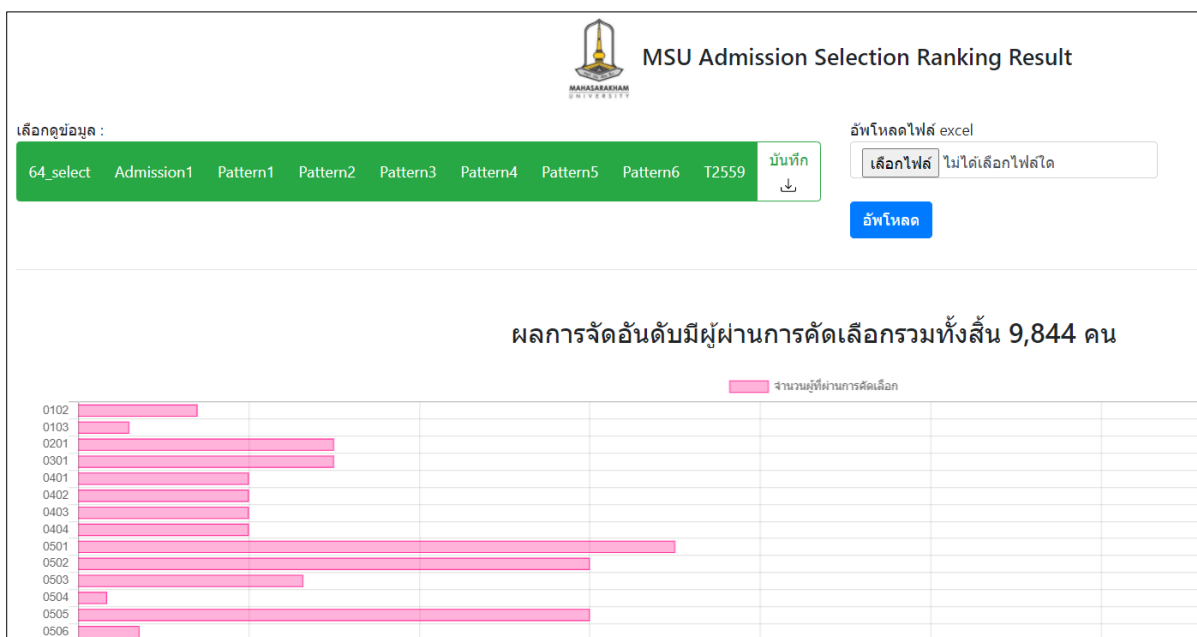 MAHASARAKHAM
UNIVERSITY
MSU Admission Selection Ranking Result
เลือกดูข้อมูล :
64_select Admission1 Pattern1 Pattern2 Pattern3 Pattern4 Pattern5 Pattern6 T2559 บันทึก
อัพโหลดไฟล์ excel
เลือกไฟล์ ไม่ได้เลือกไฟล์ใด
อัพโหลด
ผลการจัดอันดับมีผู้ผ่านการคัดเลือกรวมทั้งสิ้น 9,844 คน
จำนวนผู้ที่ผ่านการคัดเลือก
0102
0103
0201
0301
0401
0402
0403
0404
0501
0502
0503
0504
0505
0506